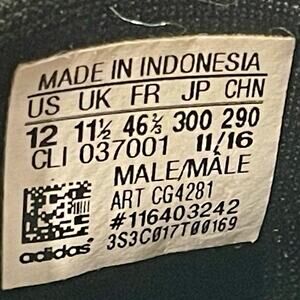 MADE IN INDONESIA
US UK FR JP CHN
12 11½ 46⅔ 300 290
CLI 037001 11/16
MALE/MÂLE
ART CG4281
#116403242
adidas 3S3C017T00169